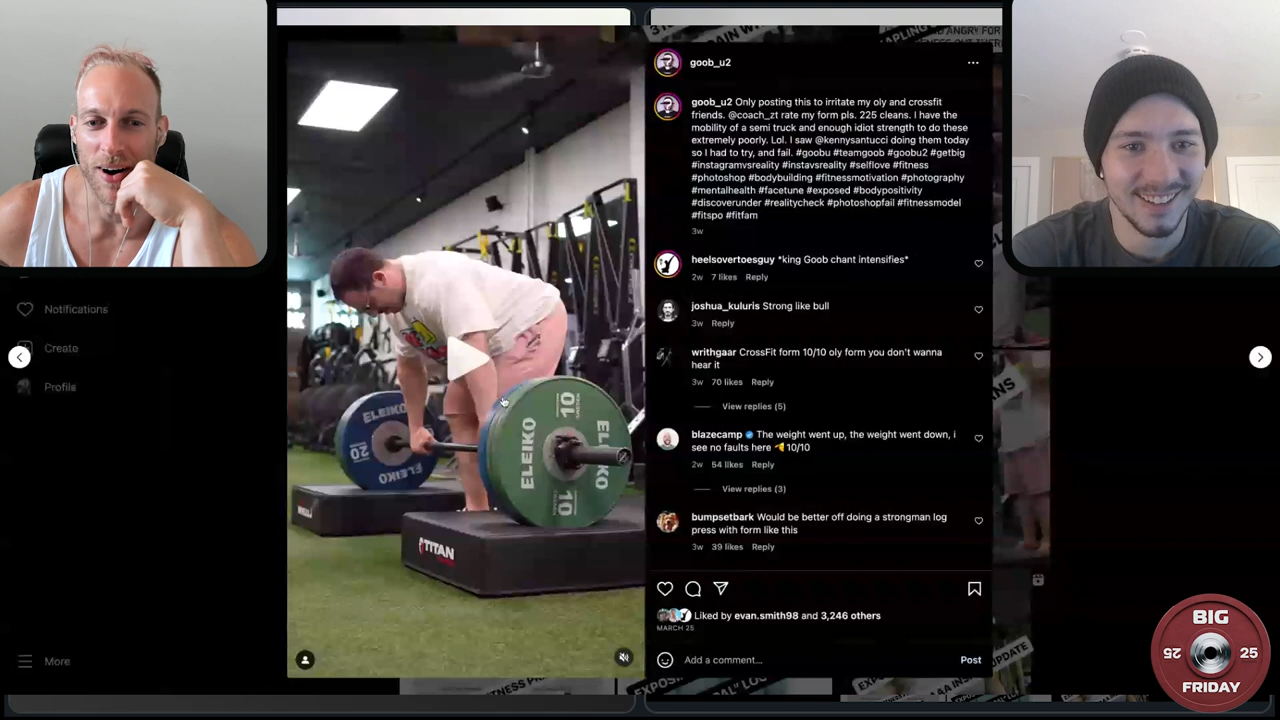 goob_u2
goob_u2 Only posting this to irritate my oly and crossfit
friends. @coach_zt rate my form pls. 225 cleans. I have the
mobility of a semi truck and enough idiot strength to do these
extremely poorly. Lol. I saw @kennysantucci doing them today
so I had to try, and fail. #goobu #teamgoob #goobu2 #getbig
#instagramvsreality #instavsreality #selflove #fitness
#photoshop #bodybuilding #fitnessmotivation #photography
#mentalhealth #facetune #exposed #bodypositivity
#discoverunder #realitycheck #photoshopfail #fitnessmodel
#fitspo #fitfam
3w
heelsovertoesguy *king Goob chant intensifies*
2w 7 likes Reply
joshua_kuluris Strong like bull
3w Reply
writhgaar CrossFit form 10/10 oly form you don't wanna
hear it
3w 70 likes Reply
View replies (5)
blazecamp The weight went up, the weight went down, i
see no faults here 10/10
2w 54 likes Reply
View replies (3)
bumpsetbark Would be better off doing a strongman log
press with form like this
3w 39 likes Reply
Liked by evan.smith98 and 3,246 others
MARCH 25
Add a comment... Post
Notifications
Create
Profile
More
ELEIKO
20
ELEIKO
10
ELEIKO
ELEIKO
10
TITAN
BIG
25 25
FRIDAY
UPDATE